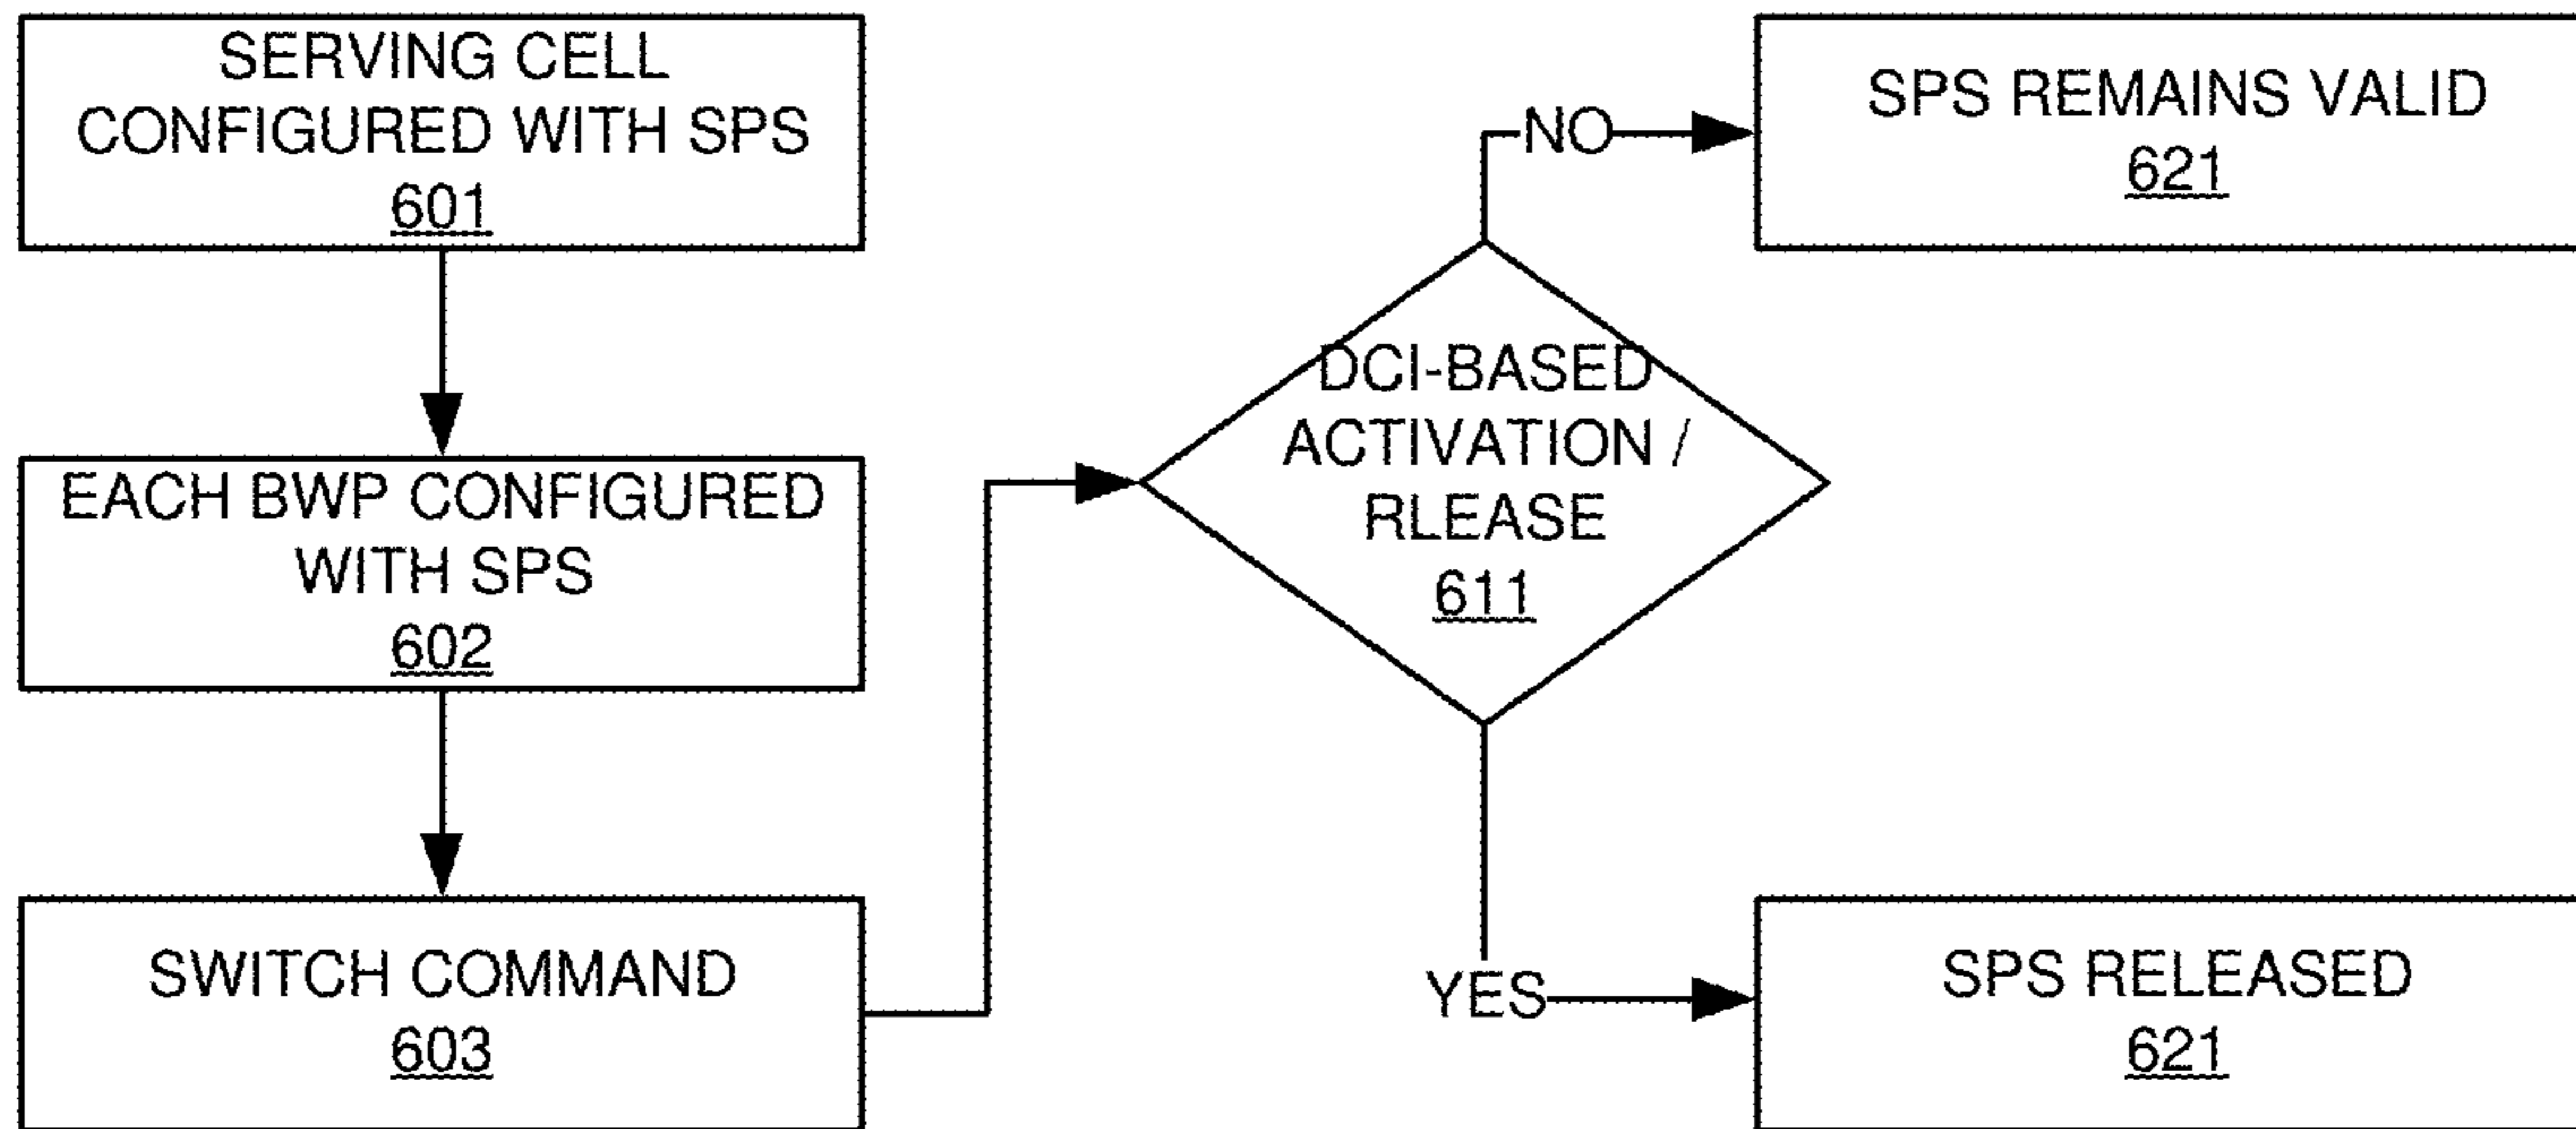 SERVING CELL
CONFIGURED WITH SPS
601
EACH BWP CONFIGURED
WITH SPS
602
SWITCH COMMAND
603
DCI-BASED
ACTIVATION /
RLEASE
611
NO
SPS REMAINS VALID
621
YES
SPS RELEASED
621